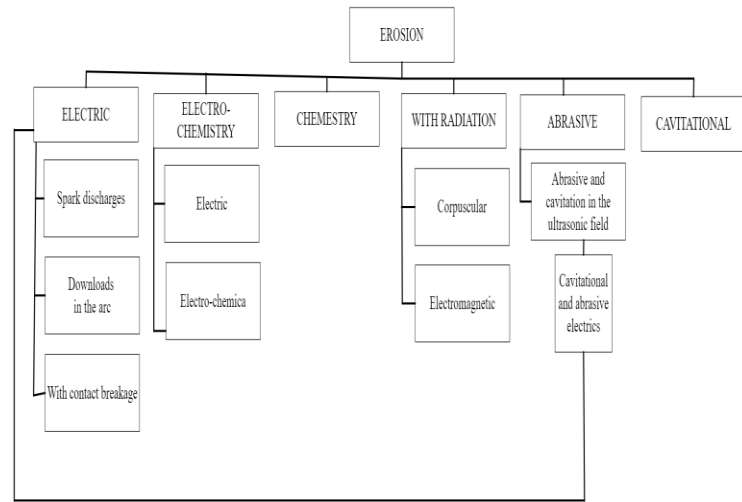 EROSION
ELECTRIC
ELECTRO-
CHEMISTRY
CHEMESTRY
WITH RADIATION
ABRASIVE
CAVITATIONAL
Spark discharges
Downloads
in the arc
With contact breakage
Electric
Electro-chemica
Corpuscular
Electromagnetic
Abrasive and
cavitation in the
ultrasonic field
Cavitational
and abrasive
electrics